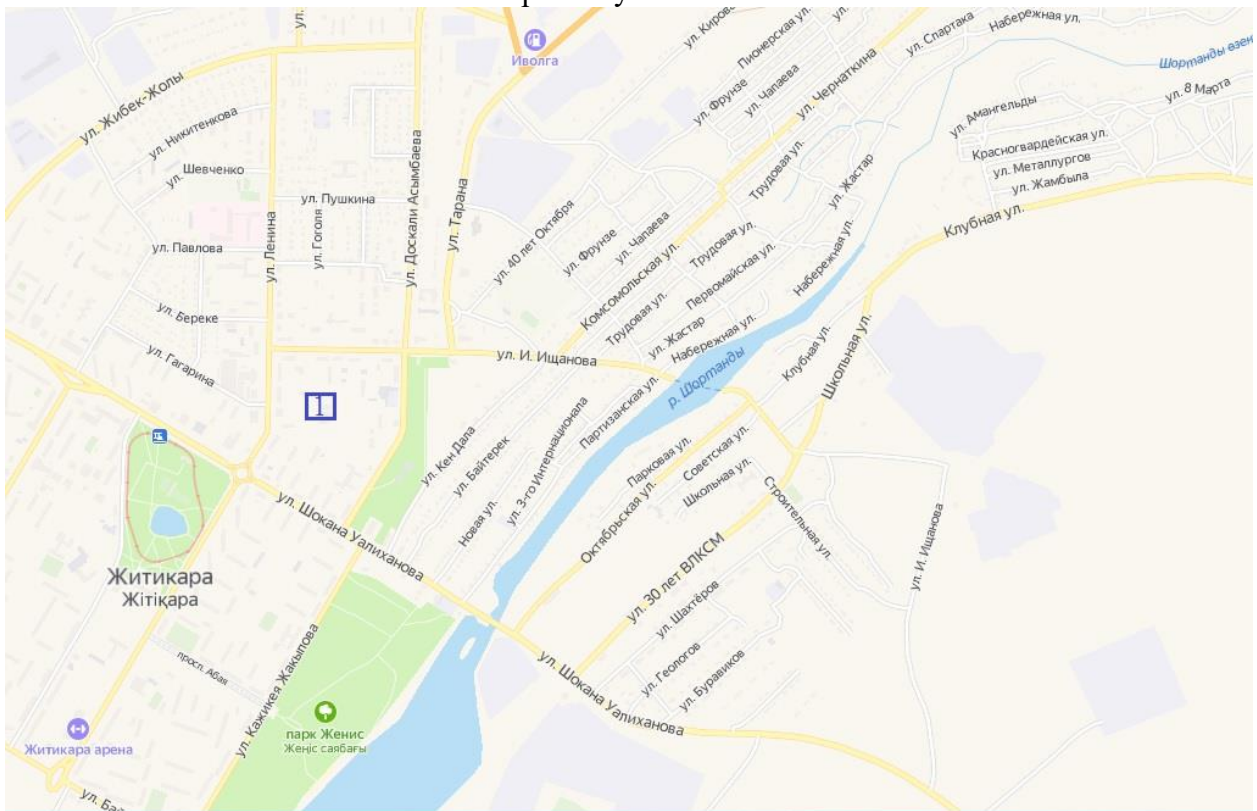 ул. Кирово
Пионерская ул.
ул.
ул. Спартака
Набережная ул.
ул.
Иволга
Шортанды өзені
ул. Чапаева
ул. Чернаткина
ул. Фрунзе
ул. 8 Марта
ул. Амангельды
ул. Жибек-Жолы
ул. Никитенкова
Красногвардейская ул.
ул. Металлургов
ул. Шевченко
ул. Доскали Асымбаева
Трудовая ул.
ул. Жастар
ул. Жамбыла
ул. Пушкина
ул. Тарана
ул. Гоголя
ул. 40 лет Октября
ул. Фрунзе
ул. Чапаева
Трудовая ул.
Клубная ул.
ул. Павлова
ул. Ленина
Комсомольская ул.
Первомайская ул.
Набережная ул.
ул. Береке
Трудовая ул.
ул. Жастар
Набережная ул.
ул. Гагарина
ул. И. Ищанова
Клубная ул.
Школьная ул.
р. Шортанды
Партизанская ул.
1
ул. Кен Дала
ул. Байтерек
ул. 3-го Интернационала
Парковая ул.
Советская ул.
Школьная ул.
Новая ул.
Октябрьская ул.
Строительная ул.
ул. Шокана Уалиханова
ул. И. Ищанова
ул. 30 лет ВЛКСМ
Житикара
Жітіқара
ул. Шахтёров
просп. Абая
ул. Кажикея Жакыпова
ул. Шокана Уалиханова
ул. Геологов
ул. Буравиков
парк Женис
Жеңіс саябағы
Житикара арена
ул. Ба